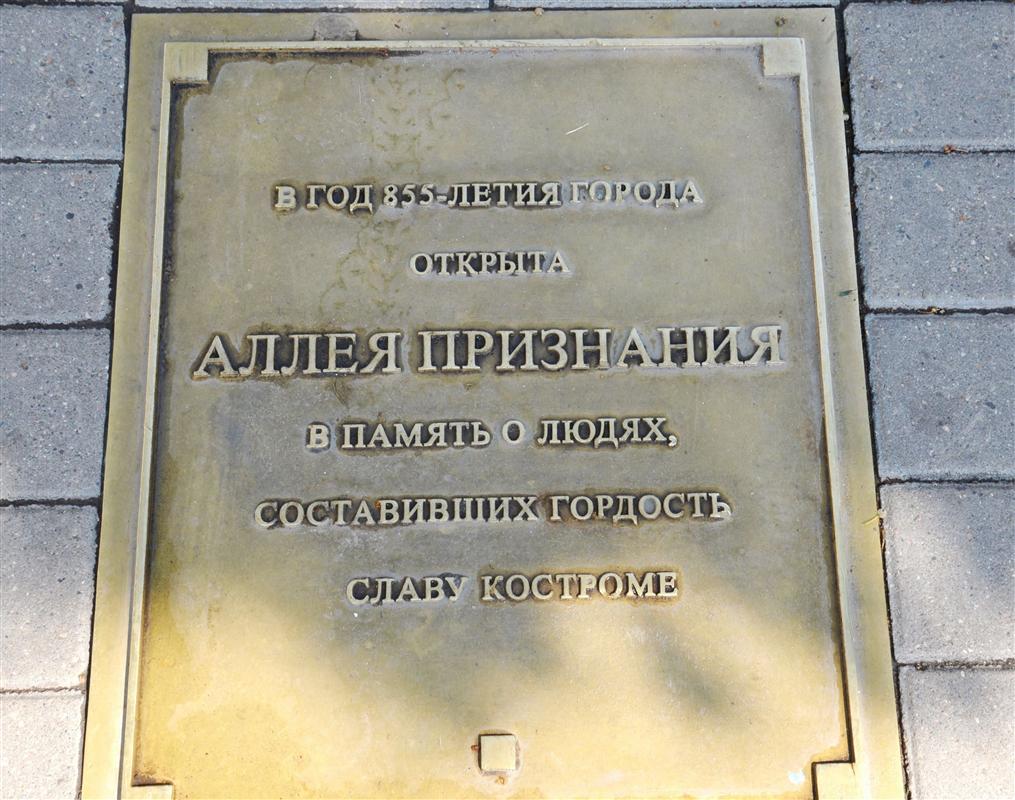 В ГОД 855-ЛЕТИЯ ГОРОДА
ОТКРЫТА
АЛЛЕЯ ПРИЗНАНИЯ
В ПАМЯТЬ О ЛЮДЯХ,
СОСТАВИВШИХ ГОРДОСТЬ
СЛАВУ КОСТРОМЕ